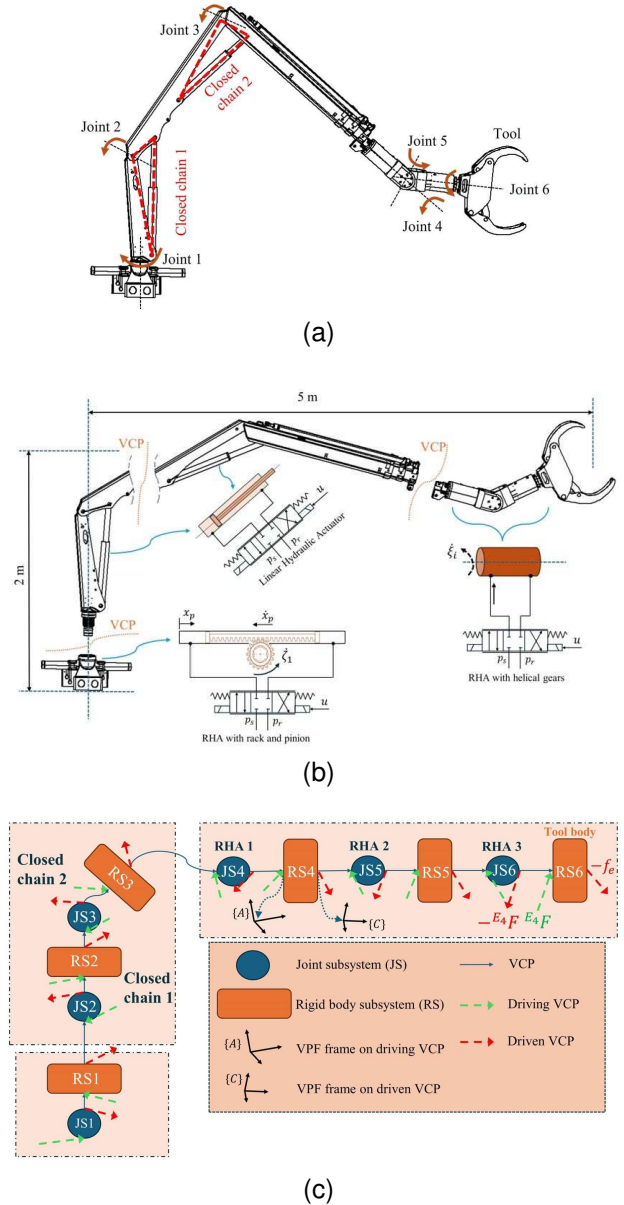 Joint 3
Closed
chain 2
Joint 2
Closed chain 1
Joint 5
Tool
Joint 6
Joint 4
Joint 1
(a)
5 m
VCP
VCP
2 m
u
p_s
p_r
Linear Hydraulic Actuator
ξ̇_i
VCP
x_p
ẋ_p
ζ̇_1
u
p_s
p_r
RHA with helical gears
u
p_s
p_r
RHA with rack and pinion
(b)
Closed
chain 2
RS3
JS3
RS2
Closed
chain 1
JS2
RS1
JS1
RHA 1
RHA 2
RHA 3
Tool body
JS4
RS4
JS5
RS5
JS6
RS6
−f_e
{A}
{C}
−^{E_4}F
^{E_4}F
Joint subsystem (JS)
VCP
Rigid body subsystem (RS)
Driving VCP
{A}
VPF frame on driving VCP
Driven VCP
{C}
VPF frame on driven VCP
(c)